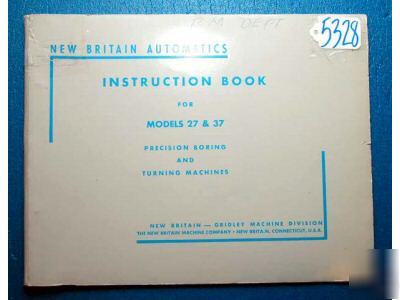 P.M. DEPT
5328
NEW BRITAIN AUTOMATICS
INSTRUCTION BOOK
FOR
MODELS 27 & 37
PRECISION BORING
AND
TURNING MACHINES
NEW BRITAIN — GRIDLEY MACHINE DIVISION
THE NEW BRITAIN MACHINE COMPANY • NEW BRITAIN, CONNECTICUT, U.S.A.